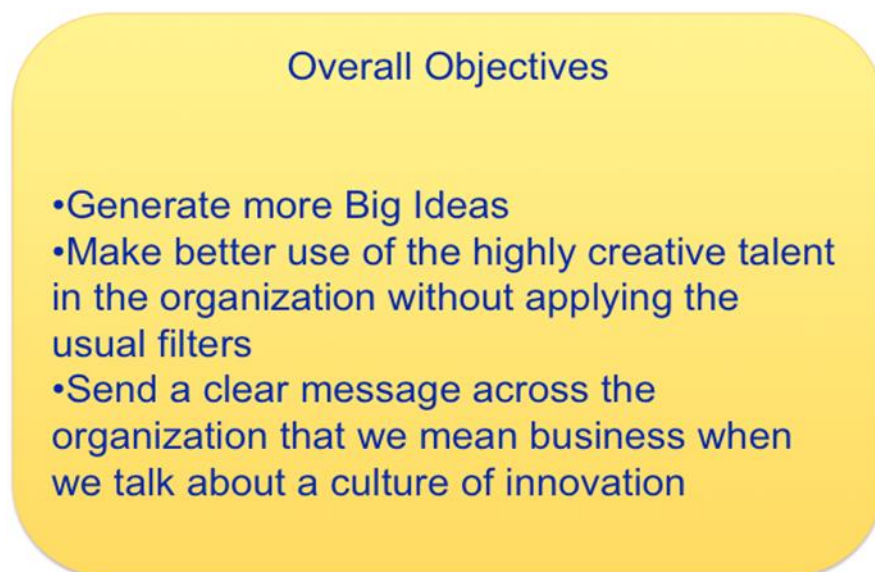 Overall Objectives
•Generate more Big Ideas
•Make better use of the highly creative talent
in the organization without applying the
usual filters
•Send a clear message across the
organization that we mean business when
we talk about a culture of innovation